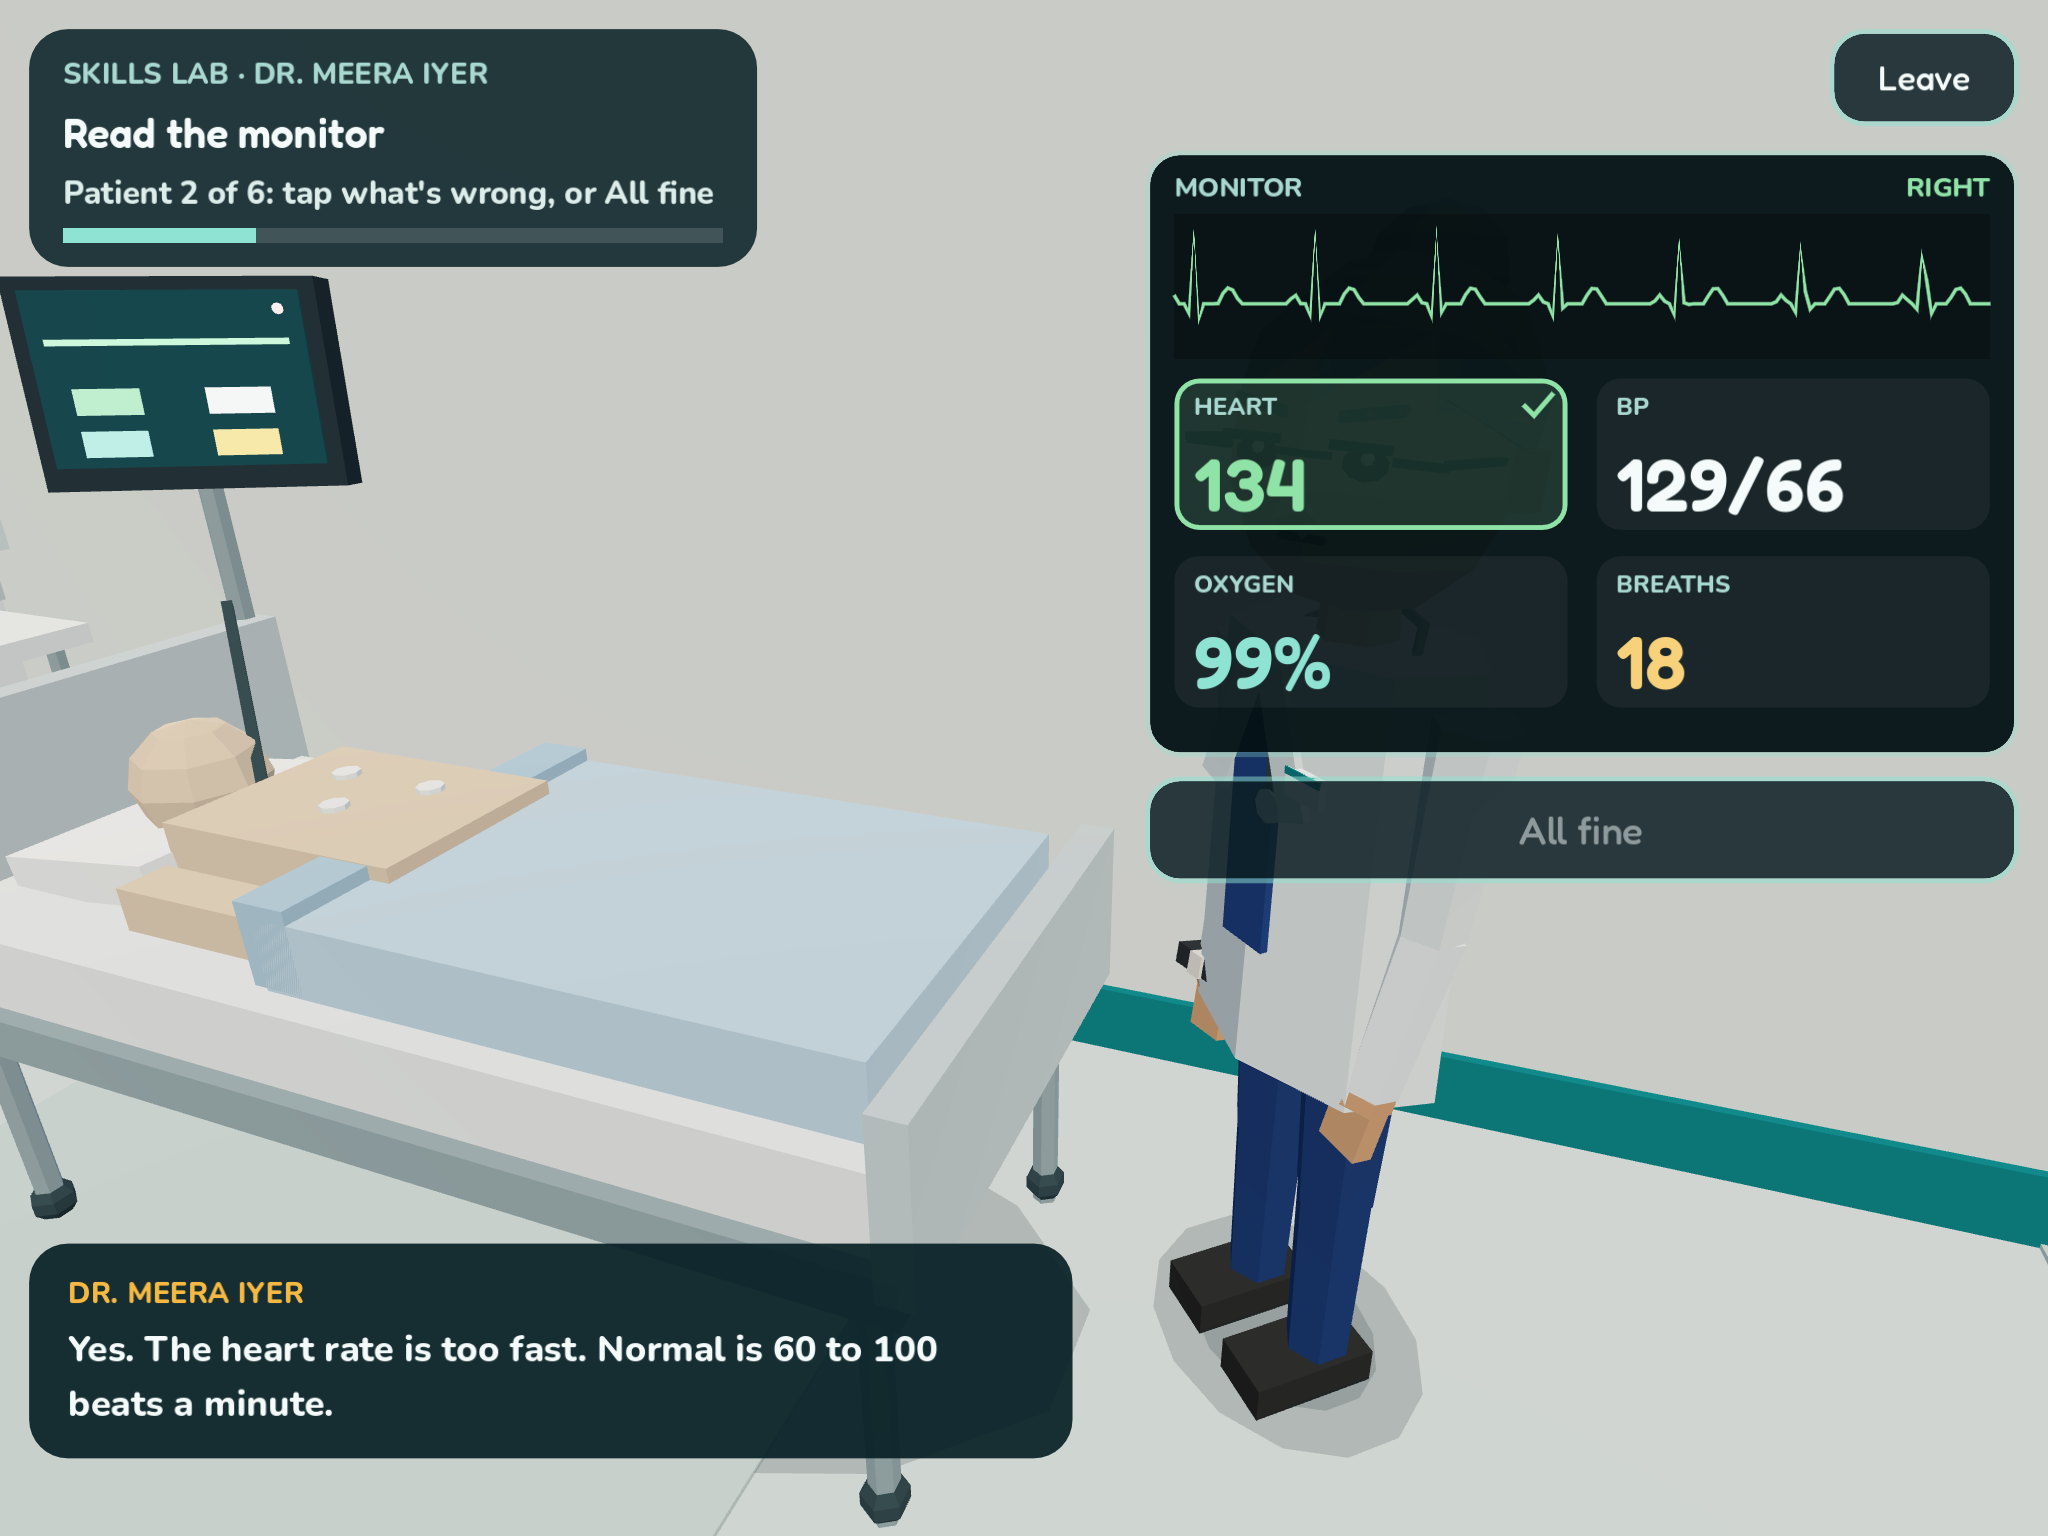 SKILLS LAB · DR. MEERA IYER
Read the monitor
Patient 2 of 6: tap what's wrong, or All fine
Leave
MONITOR
RIGHT
HEART
134
BP
129/66
OXYGEN
99%
BREATHS
18
All fine
DR. MEERA IYER
Yes. The heart rate is too fast. Normal is 60 to 100
beats a minute.